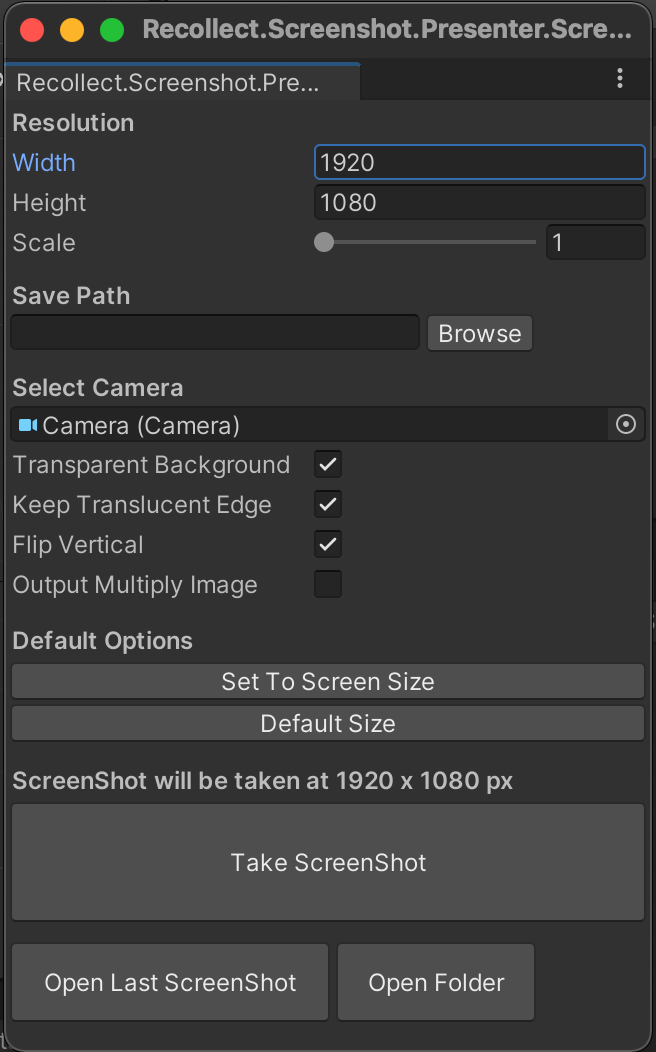 Recollect.Screenshot.Presenter.Scre...
Recollect.Screenshot.Pre...
Resolution
Width 1920
Height 1080
Scale 1
Save Path
Browse
Select Camera
Camera (Camera)
Transparent Background
Keep Translucent Edge
Flip Vertical
Output Multiply Image
Default Options
Set To Screen Size
Default Size
ScreenShot will be taken at 1920 x 1080 px
Take ScreenShot
Open Last ScreenShot Open Folder